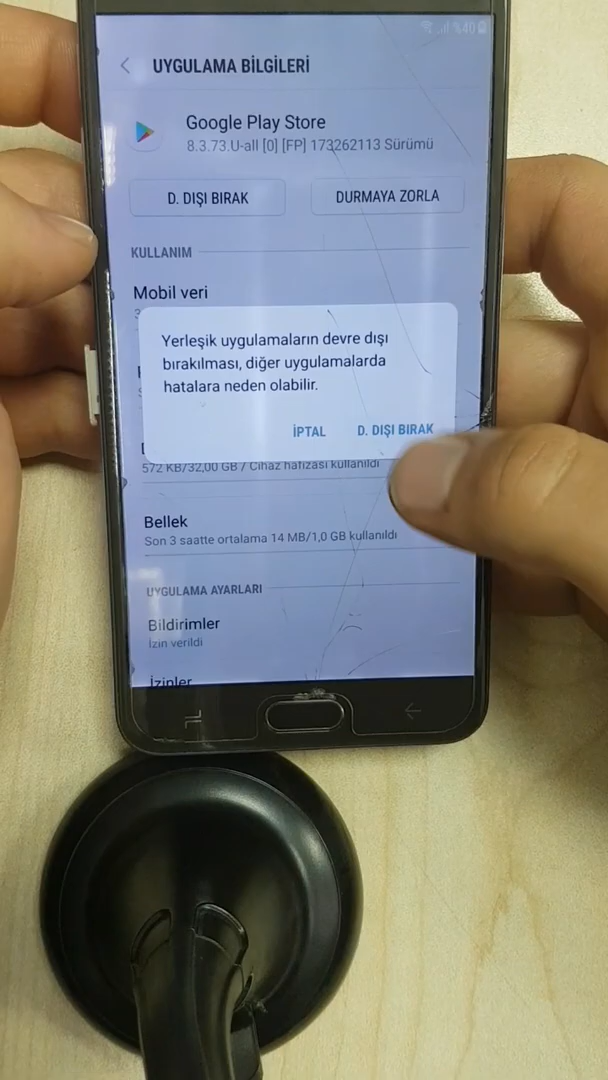 %40
UYGULAMA BİLGİLERİ
Google Play Store
8.3.73.U-all [0] [FP] 173262113 Sürümü
D. DIŞI BIRAK
DURMAYA ZORLA
KULLANIM
Mobil veri
Yerleşik uygulamaların devre dışı
bırakılması, diğer uygulamalarda
hatalara neden olabilir.
İPTAL
D. DIŞI BIRAK
572 KB/32,00 GB / Cihaz hafızası kullanıldı
Bellek
Son 3 saatte ortalama 14 MB/1,0 GB kullanıldı
UYGULAMA AYARLARI
Bildirimler
İzin verildi
İzinler